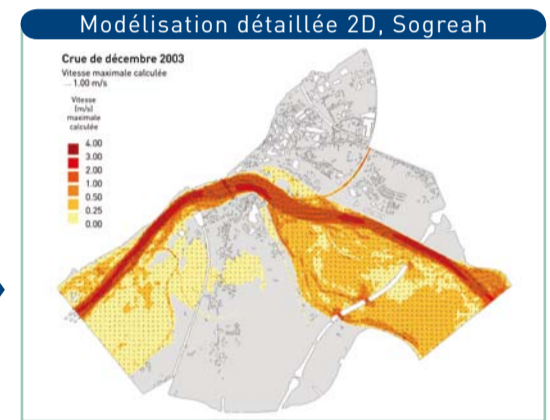 Modélisation détaillée 2D, Sogreah
Crue de décembre 2003
Vitesse maximale calculée
1.00 m/s
Vitesse
(m/s)
maximale
calculée
4.00
3.00
2.00
1.00
0.50
0.25
0.00